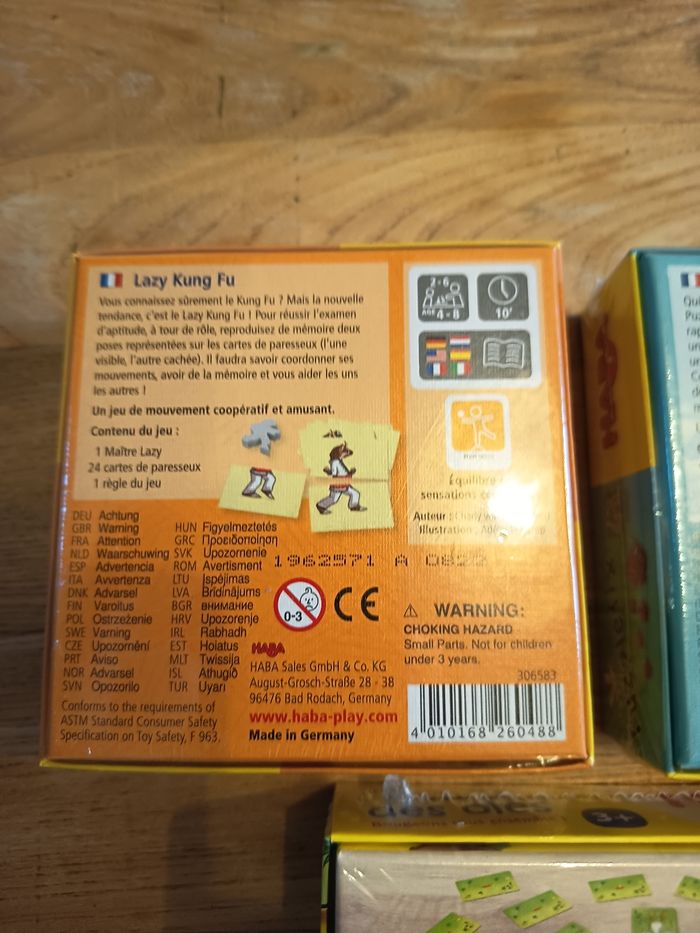 Lazy Kung Fu
Vous connaissez sûrement le Kung Fu ? Mais la nouvelle
tendance, c'est le Lazy Kung Fu ! Pour réussir l'examen
d'aptitude, à tour de rôle, reproduisez de mémoire deux
poses représentées sur les cartes de paresseux (l'une
visible, l'autre cachée). Il faudra savoir coordonner ses
mouvements, avoir de la mémoire et vous aider les uns
les autres !
Un jeu de mouvement coopératif et amusant.
Contenu du jeu :
1 Maître Lazy
24 cartes de paresseux
1 règle du jeu
2-6
AGE 4-8
10'
Équilibre
sensations
Auteur :
Illustration :
DEU Achtung
GBR Warning
FRA Attention
NLD Waarschuwing
ESP Advertencia
ITA Avvertenza
DNK Advarsel
FIN Varoitus
POL Ostrzeżenie
SWE Varning
CZE Upozornění
PRT Aviso
NOR Advarsel
SVN Opozorilo
HUN Figyelmeztetés
GRC Προειδοποίηση
SVK Upozornenie
ROM Avertisment
LTU Įspėjimas
LVA Brīdinājums
BGR внимание
HRV Upozorenje
IRL Rabhadh
EST Hoiatus
MLT Twissija
ISL Athugið
TUR Uyarı
Conforms to the requirements of
ASTM Standard Consumer Safety
Specification on Toy Safety, F 963.
1962571 A 0822
0-3
CE
HABA
HABA Sales GmbH & Co. KG
August-Grosch-Straße 28 - 38
96476 Bad Rodach, Germany
www.haba-play.com
Made in Germany
WARNING:
CHOKING HAZARD -
Small Parts. Not for children
under 3 years.
306583
4 010168 260488
HABA
3+